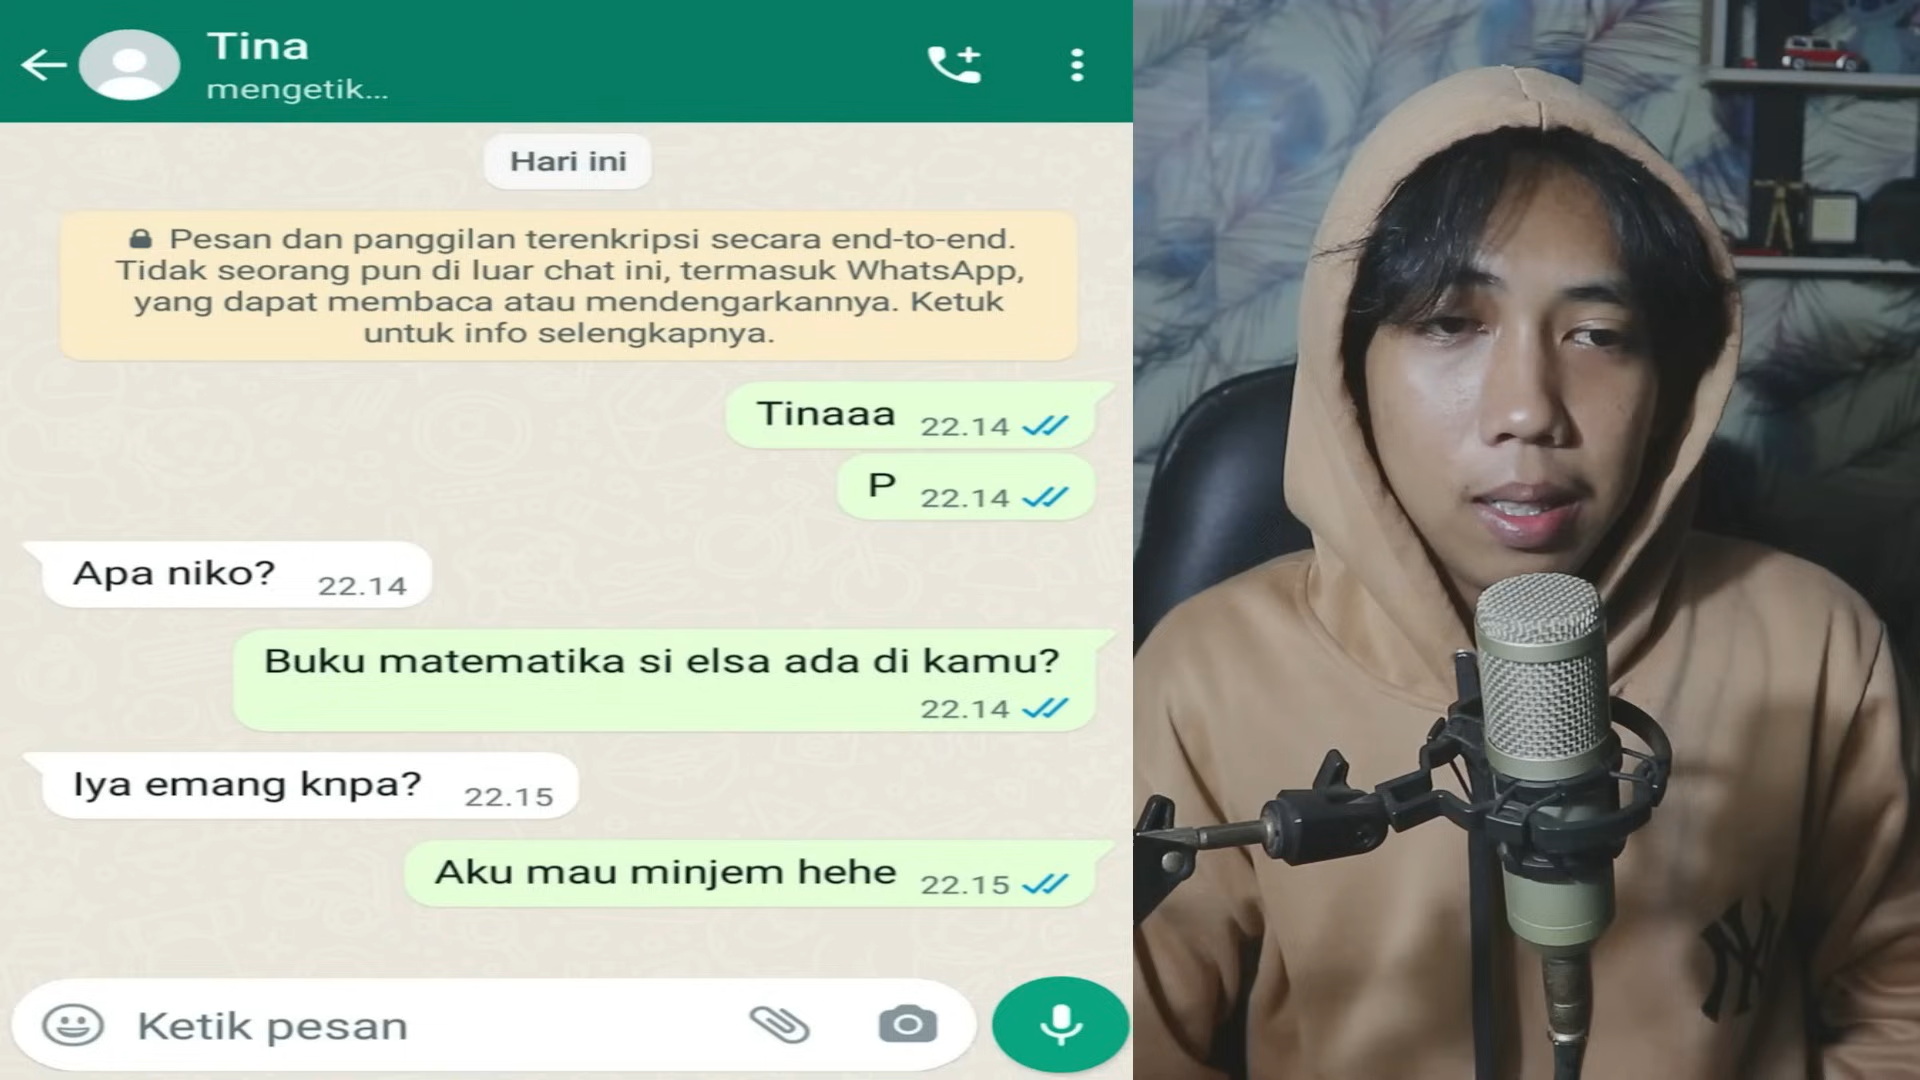 Tina
mengetik...
Hari ini
Pesan dan panggilan terenkripsi secara end-to-end.
Tidak seorang pun di luar chat ini, termasuk WhatsApp,
yang dapat membaca atau mendengarkannya. Ketuk
untuk info selengkapnya.
Tinaaa 22.14
P 22.14
Apa niko? 22.14
Buku matematika si elsa ada di kamu?
22.14
Iya emang knpa? 22.15
Aku mau minjem hehe 22.15
Ketik pesan
NY